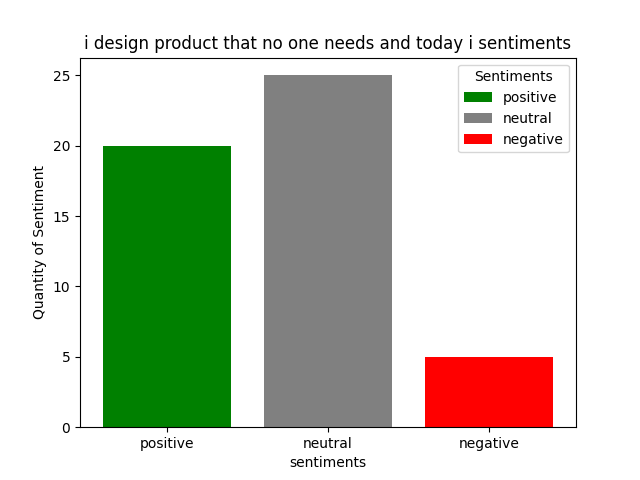 i design product that no one needs and today i sentiments
Sentiments
positive
neutral
negative
Quantity of Sentiment
25
20
15
10
5
0
positive neutral negative
sentiments